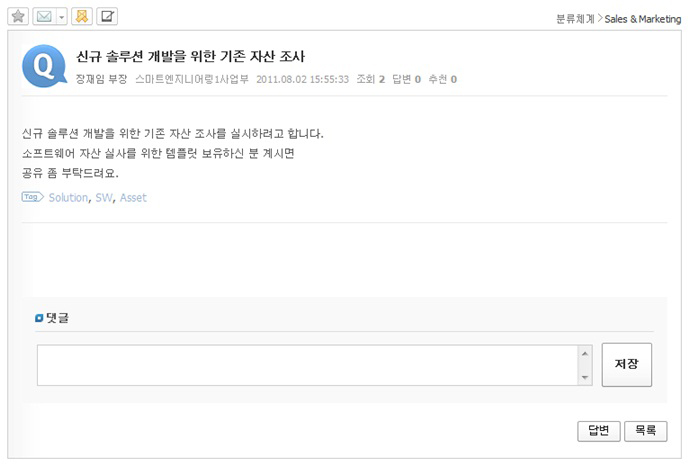 분류체계 > Sales & Marketing
Q
신규 솔루션 개발을 위한 기존 자산 조사
장재임 부장 스마트엔지니어링1사업부 2011.08.02 15:55:33 조회 2 답변 0 추천 0
신규 솔루션 개발을 위한 기존 자산 조사를 실시하려고 합니다.
소프트웨어 자산 실사를 위한 템플릿 보유하신 분 계시면
공유 좀 부탁드려요.
Tag Solution, SW, Asset
댓글
저장
답변 목록